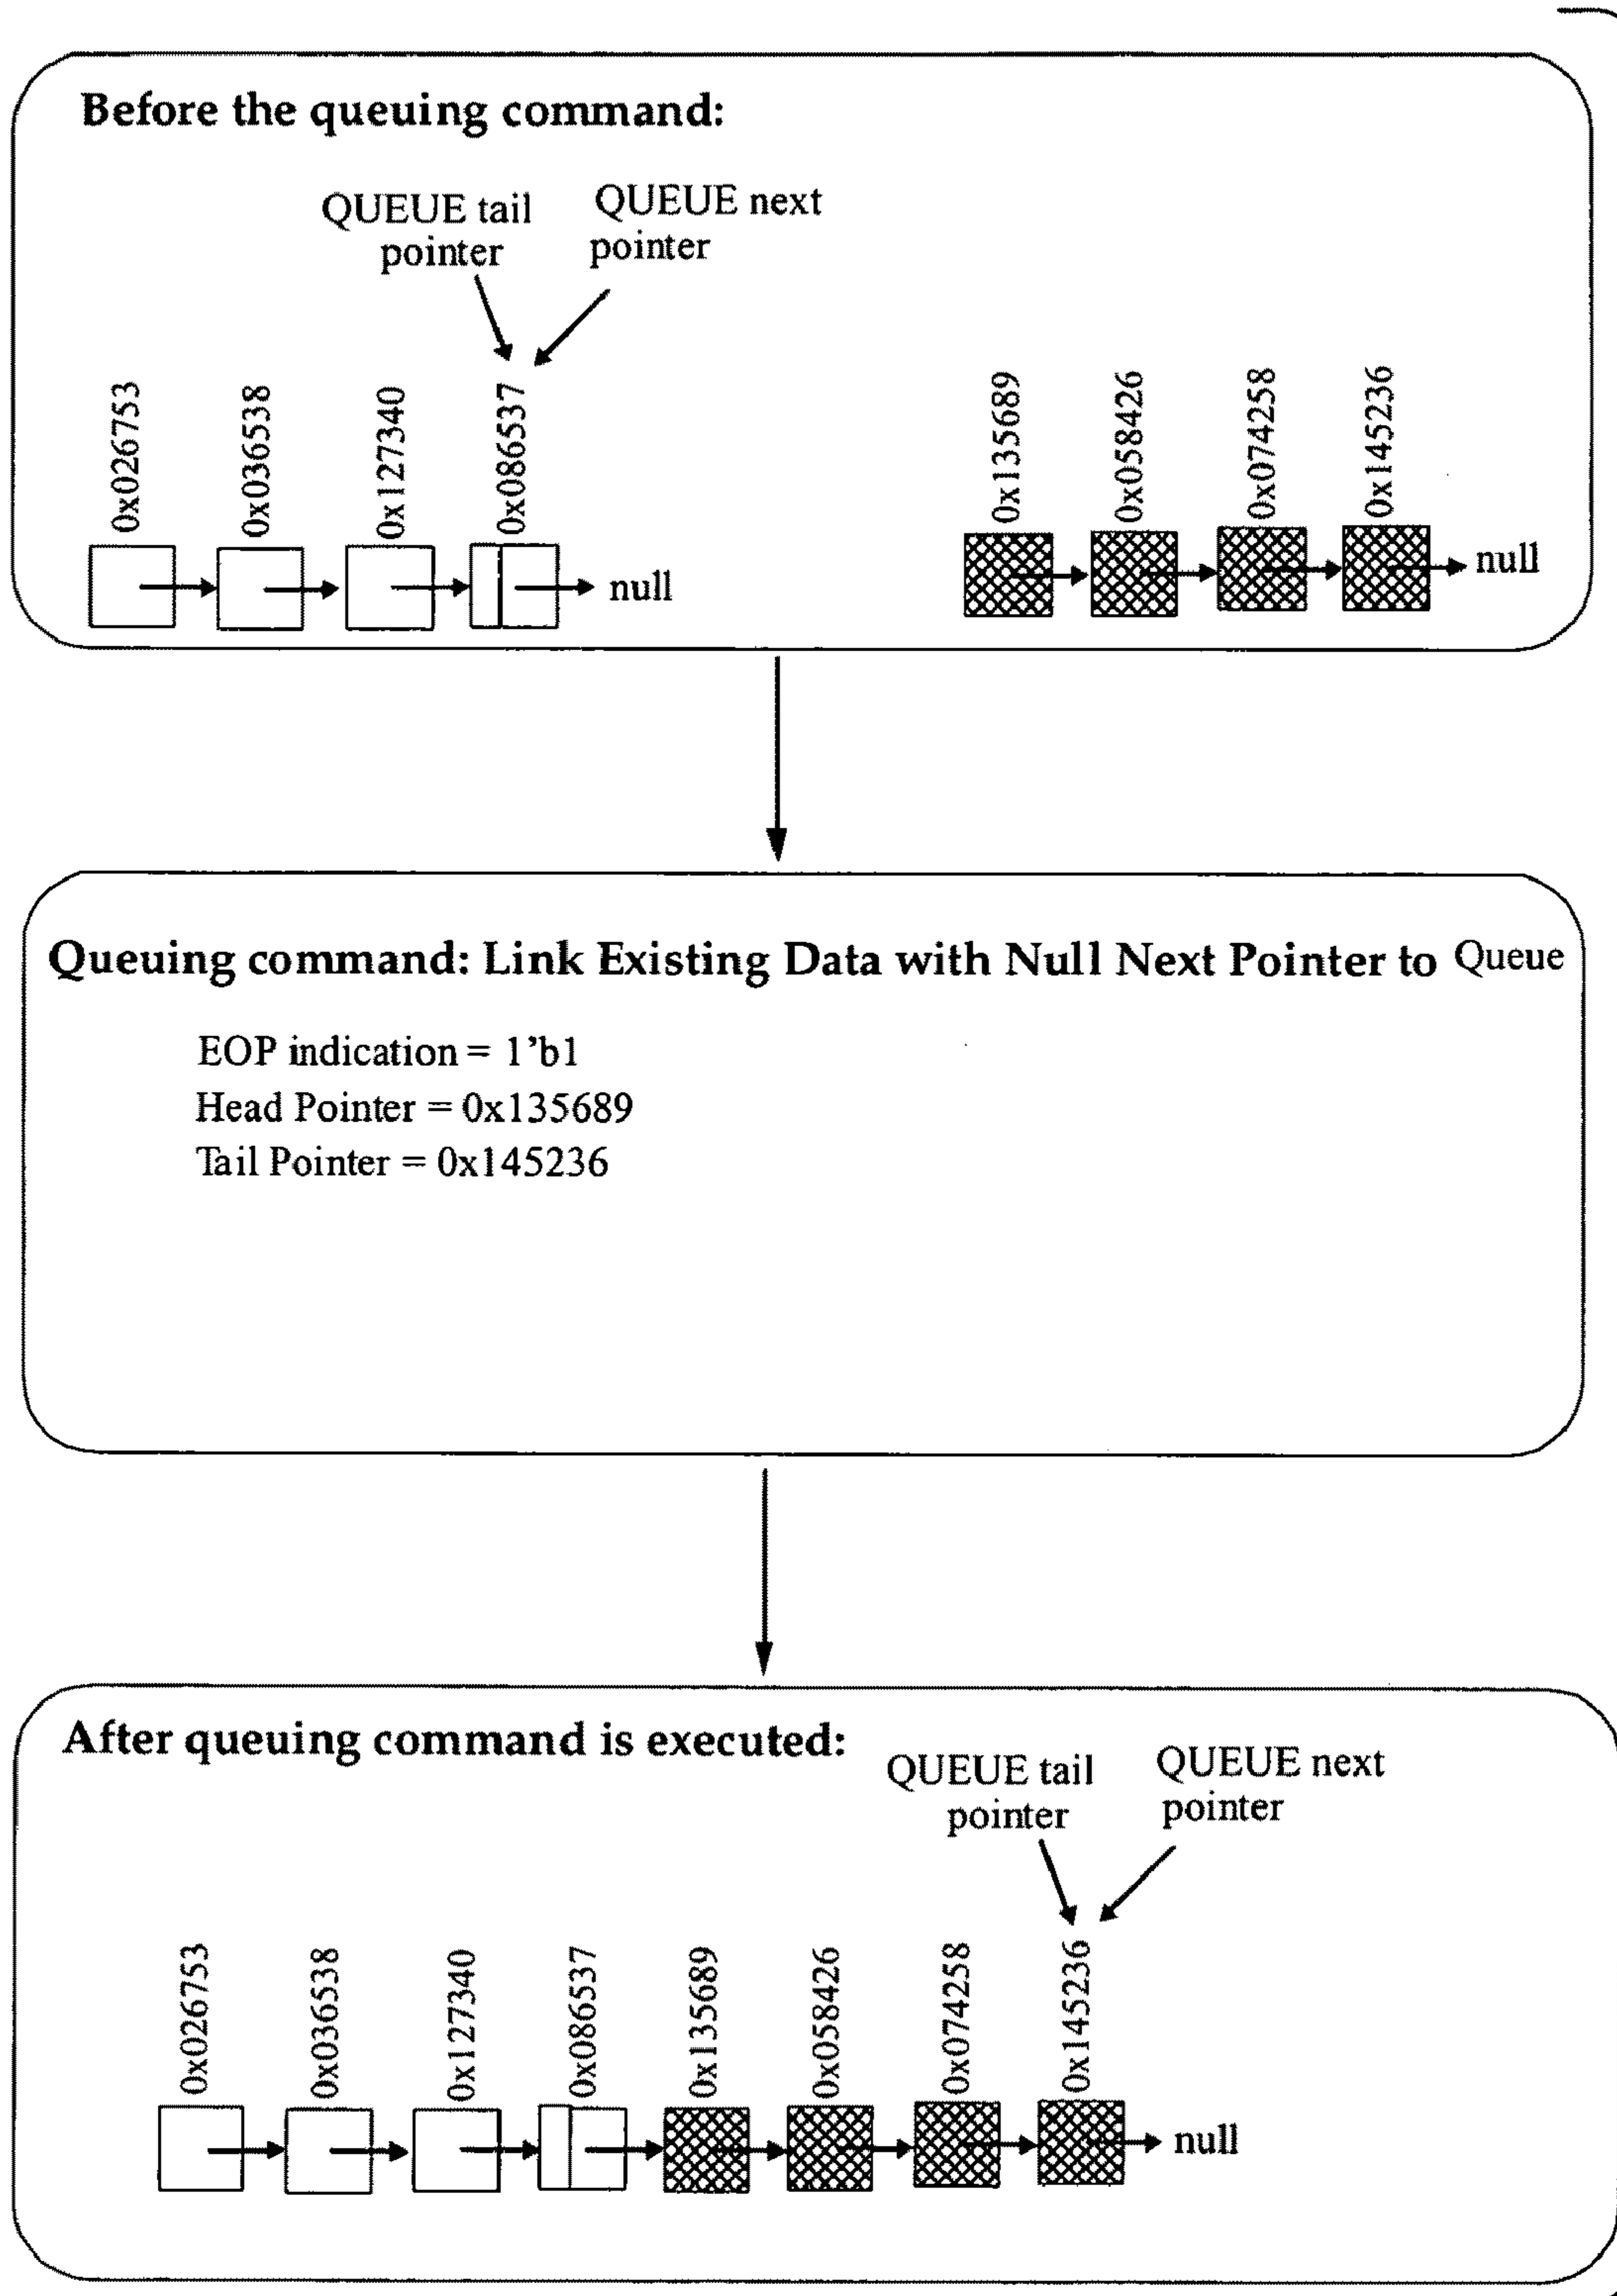 Before the queuing command:
QUEUE tail pointer
QUEUE next pointer
0x026753
0x036538
0x127340
0x086537
null
0x135689
0x058426
0x074258
0x145236
null
Queuing command: Link Existing Data with Null Next Pointer to Queue
EOP indication = 1'b1
Head Pointer = 0x135689
Tail Pointer = 0x145236
After queuing command is executed:
QUEUE tail pointer
QUEUE next pointer
0x026753
0x036538
0x127340
0x086537
0x135689
0x058426
0x074258
0x145236
null